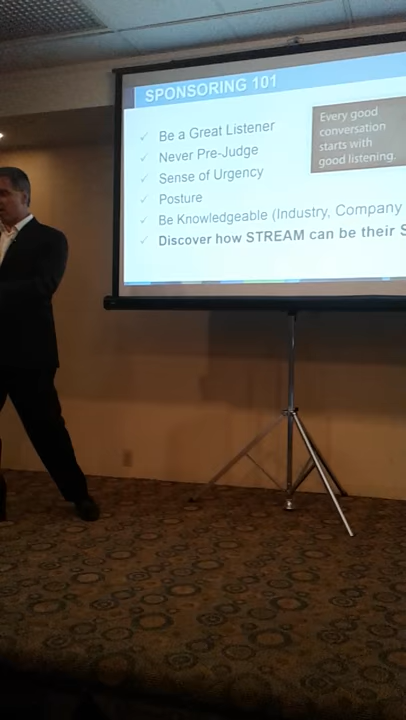 SPONSORING 101
✓ Be a Great Listener
✓ Never Pre-Judge
✓ Sense of Urgency
✓ Posture
✓ Be Knowledgeable (Industry, Company
✓ Discover how STREAM can be their S
Every good
conversation
starts with
good listening.